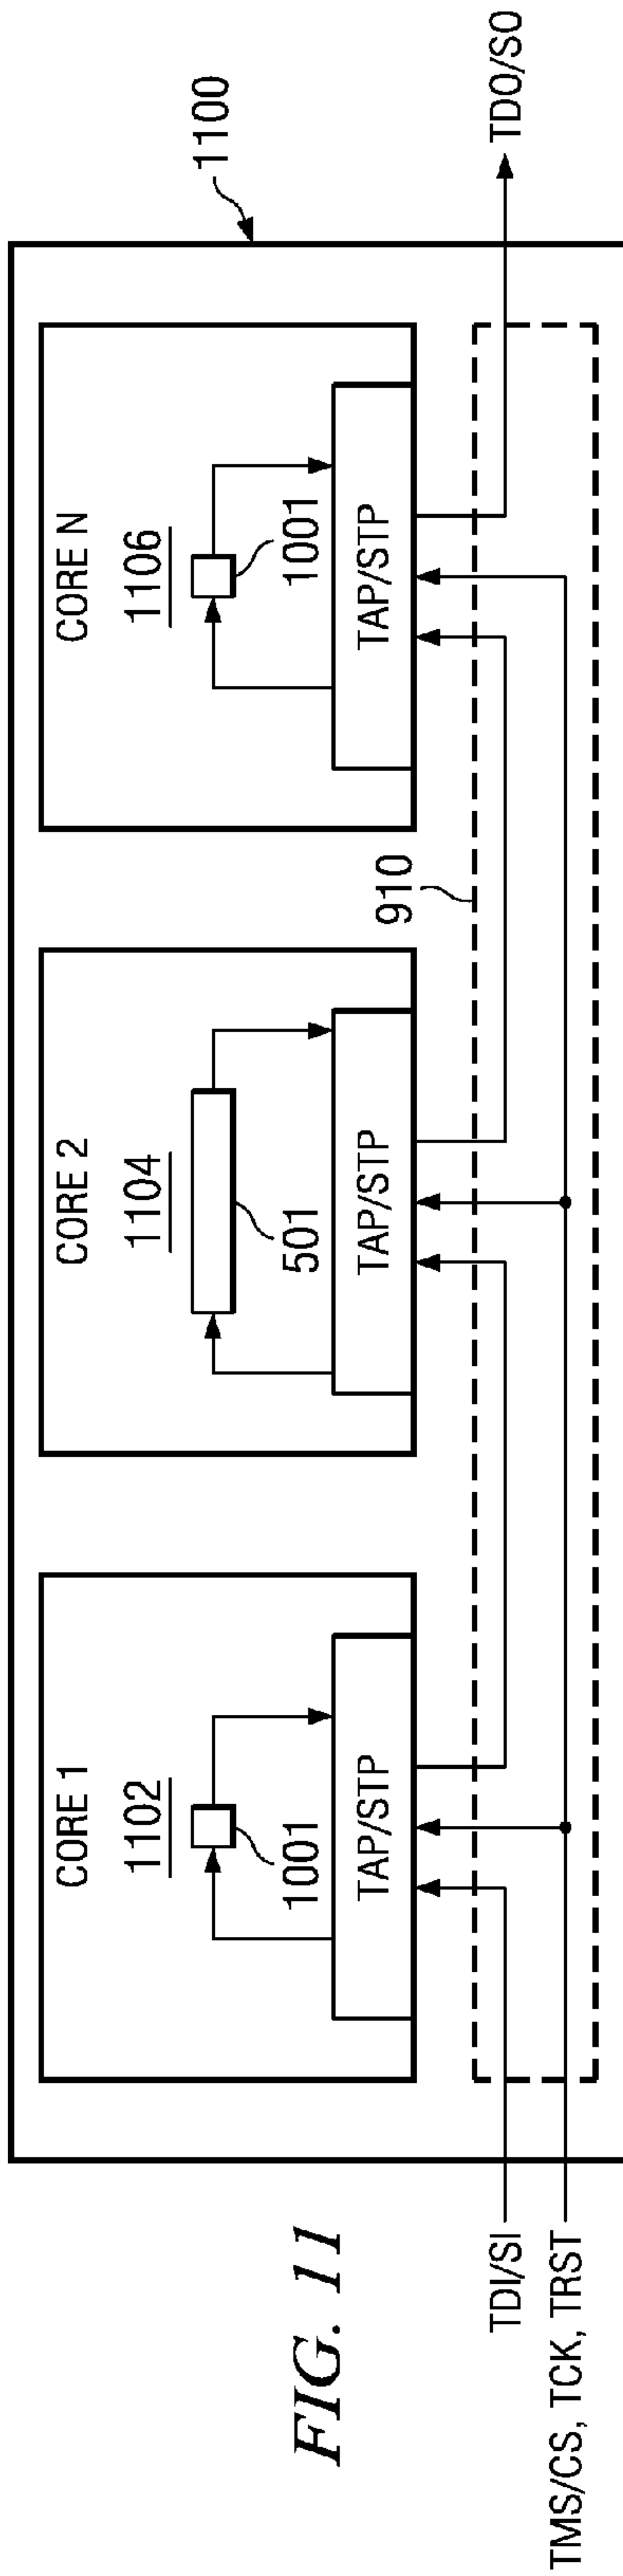 FIG. 11
1100
CORE 1
1102
1001
TAP/STP
CORE 2
1104
501
TAP/STP
CORE N
1106
1001
TAP/STP
910
TDI/SI
TMS/CS, TCK, TRST
TDO/SO